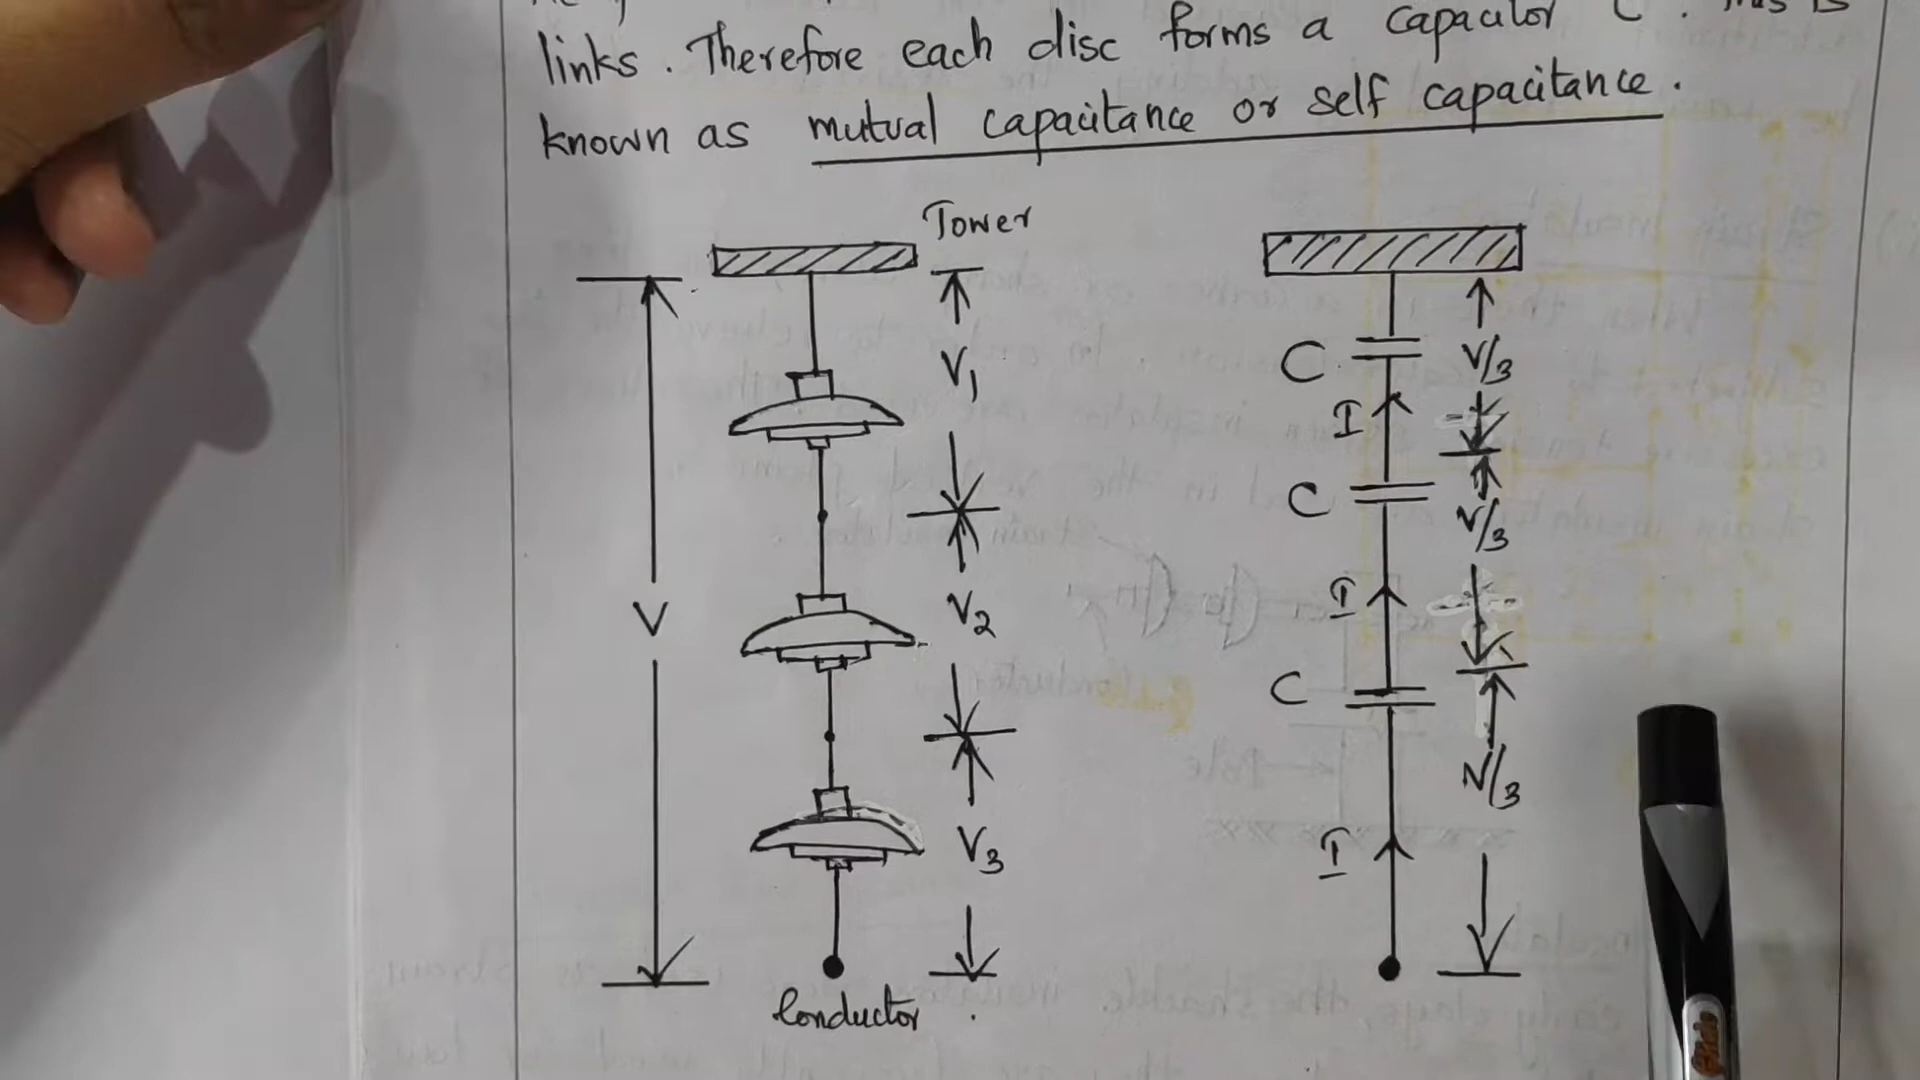 links. Therefore each disc forms a capacitor C. This is
known as mutual capacitance or self capacitance.
Tower
V1
V
V2
V3
Conductor
C
V/3
I
C
V/3
I
C
V/3
I